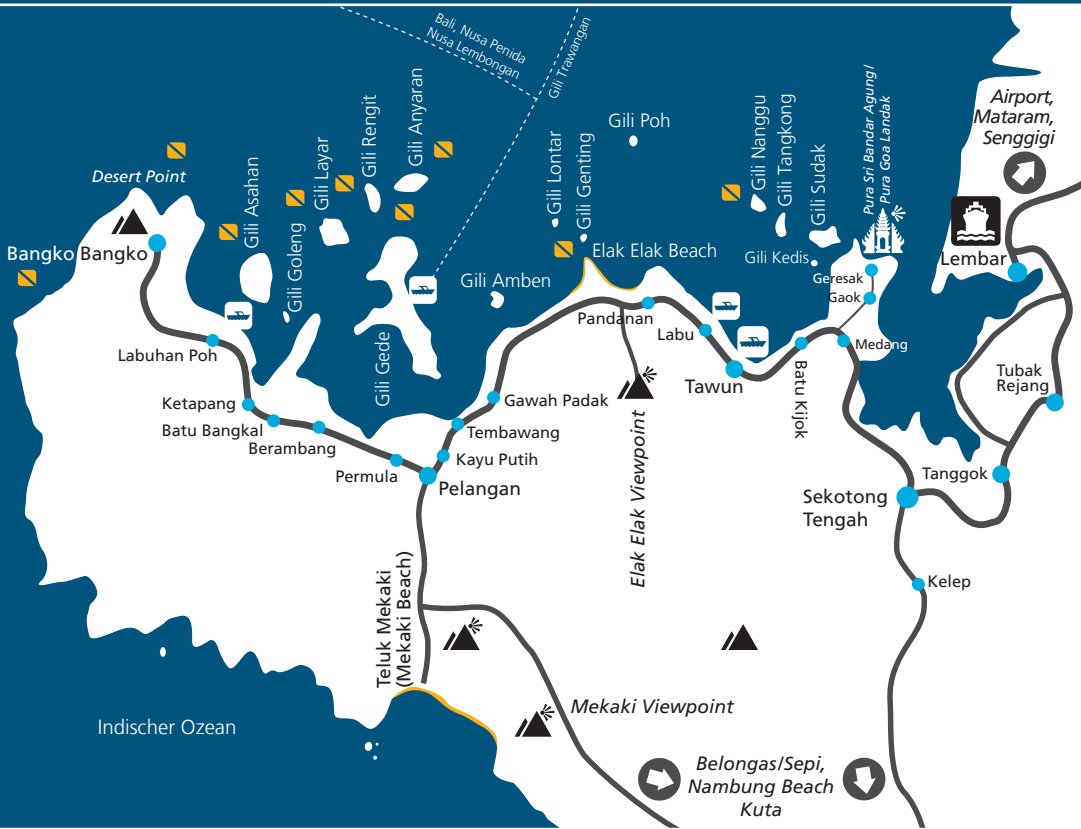 Bali, Nusa Penida
Nusa Lembongan
Gili Trawangan
Airport,
Mataram,
Senggigi
Desert Point
Bangko Bangko
Gili Asahan
Gili Goleng
Gili Layar
Gili Rengit
Gili Anyaran
Gili Gede
Gili Amben
Gili Lontar
Gili Genting
Gili Poh
Elak Elak Beach
Gili Nanggu
Gili Tangkong
Gili Sudak
Gili Kedis
Pura Sri Bandar Agung/
Pura Goa Landak
Geresak
Gaok
Medang
Lembar
Labuhan Poh
Ketapang
Batu Bangkal
Berambang
Permula
Pelangan
Kayu Putih
Tembawang
Gawah Padak
Pandanan
Labu
Tawun
Batu Kijok
Elak Elak Viewpoint
Tubak
Rejang
Tanggok
Sekotong
Tengah
Kelep
Teluk Mekaki
(Mekaki Beach)
Mekaki Viewpoint
Indischer Ozean
Belongas/Sepi,
Nambung Beach
Kuta